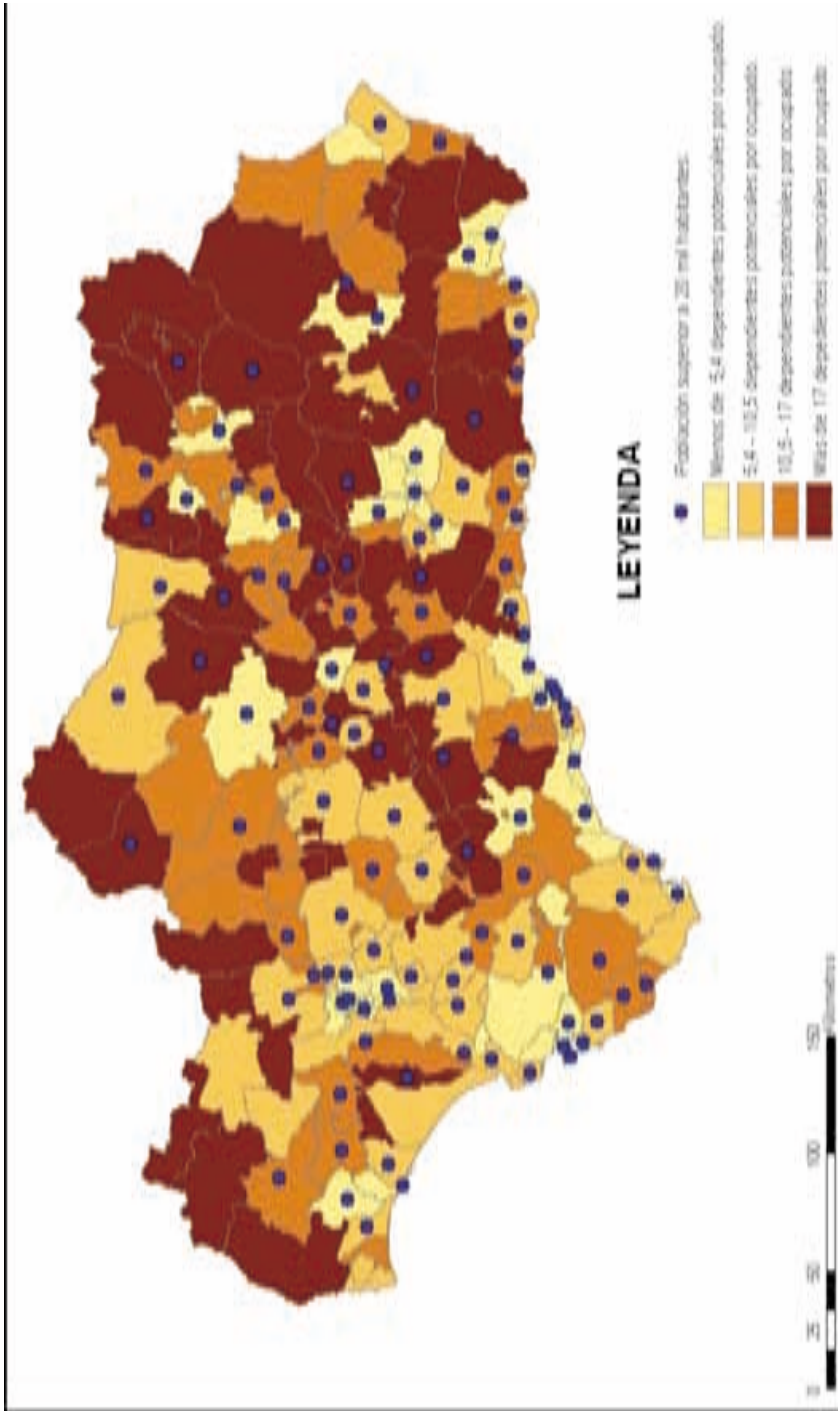 LEYENDA
Población superior a 20 mil habitantes
Menos de 5,4 dependientes potenciales por ocupado
5,4 - 10,5 dependientes potenciales por ocupado
10,5 - 17 dependientes potenciales por ocupado
Más de 17 depedientes potenciales por ocupado
0 25 50 100 150
Kilómetros